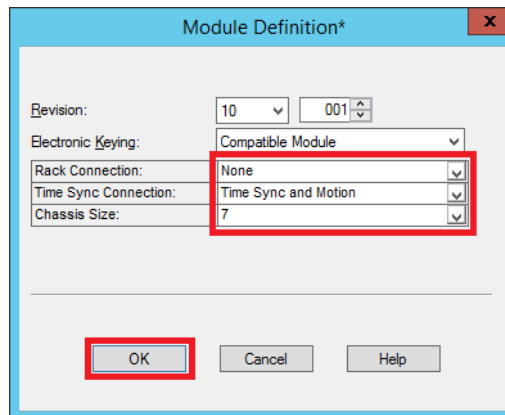 Module Definition*
x
Revision: 10 001
Electronic Keying: Compatible Module
Rack Connection: None
Time Sync Connection: Time Sync and Motion
Chassis Size: 7
OK Cancel Help